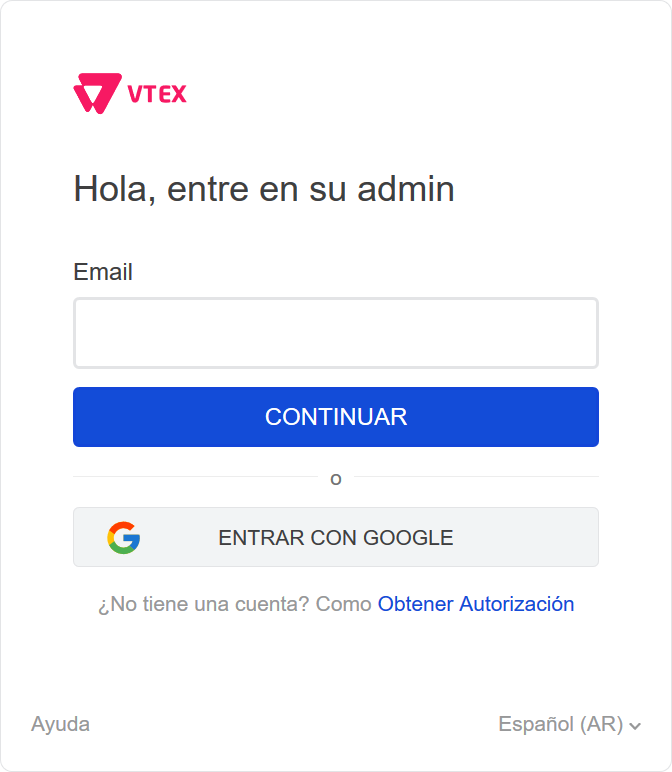 VTEX
Hola, entre en su admin
Email
CONTINUAR
o
ENTRAR CON GOOGLE
¿No tiene una cuenta? Como Obtener Autorización
Ayuda
Español (AR)